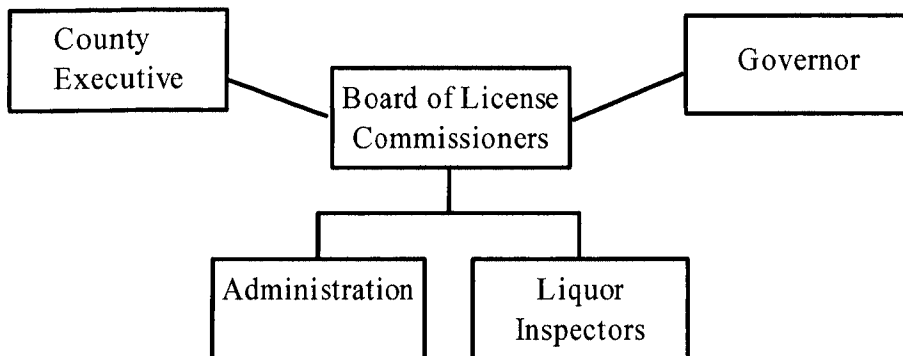 County
Executive
Governor
Board of License
Commissioners
Administration
Liquor
Inspectors